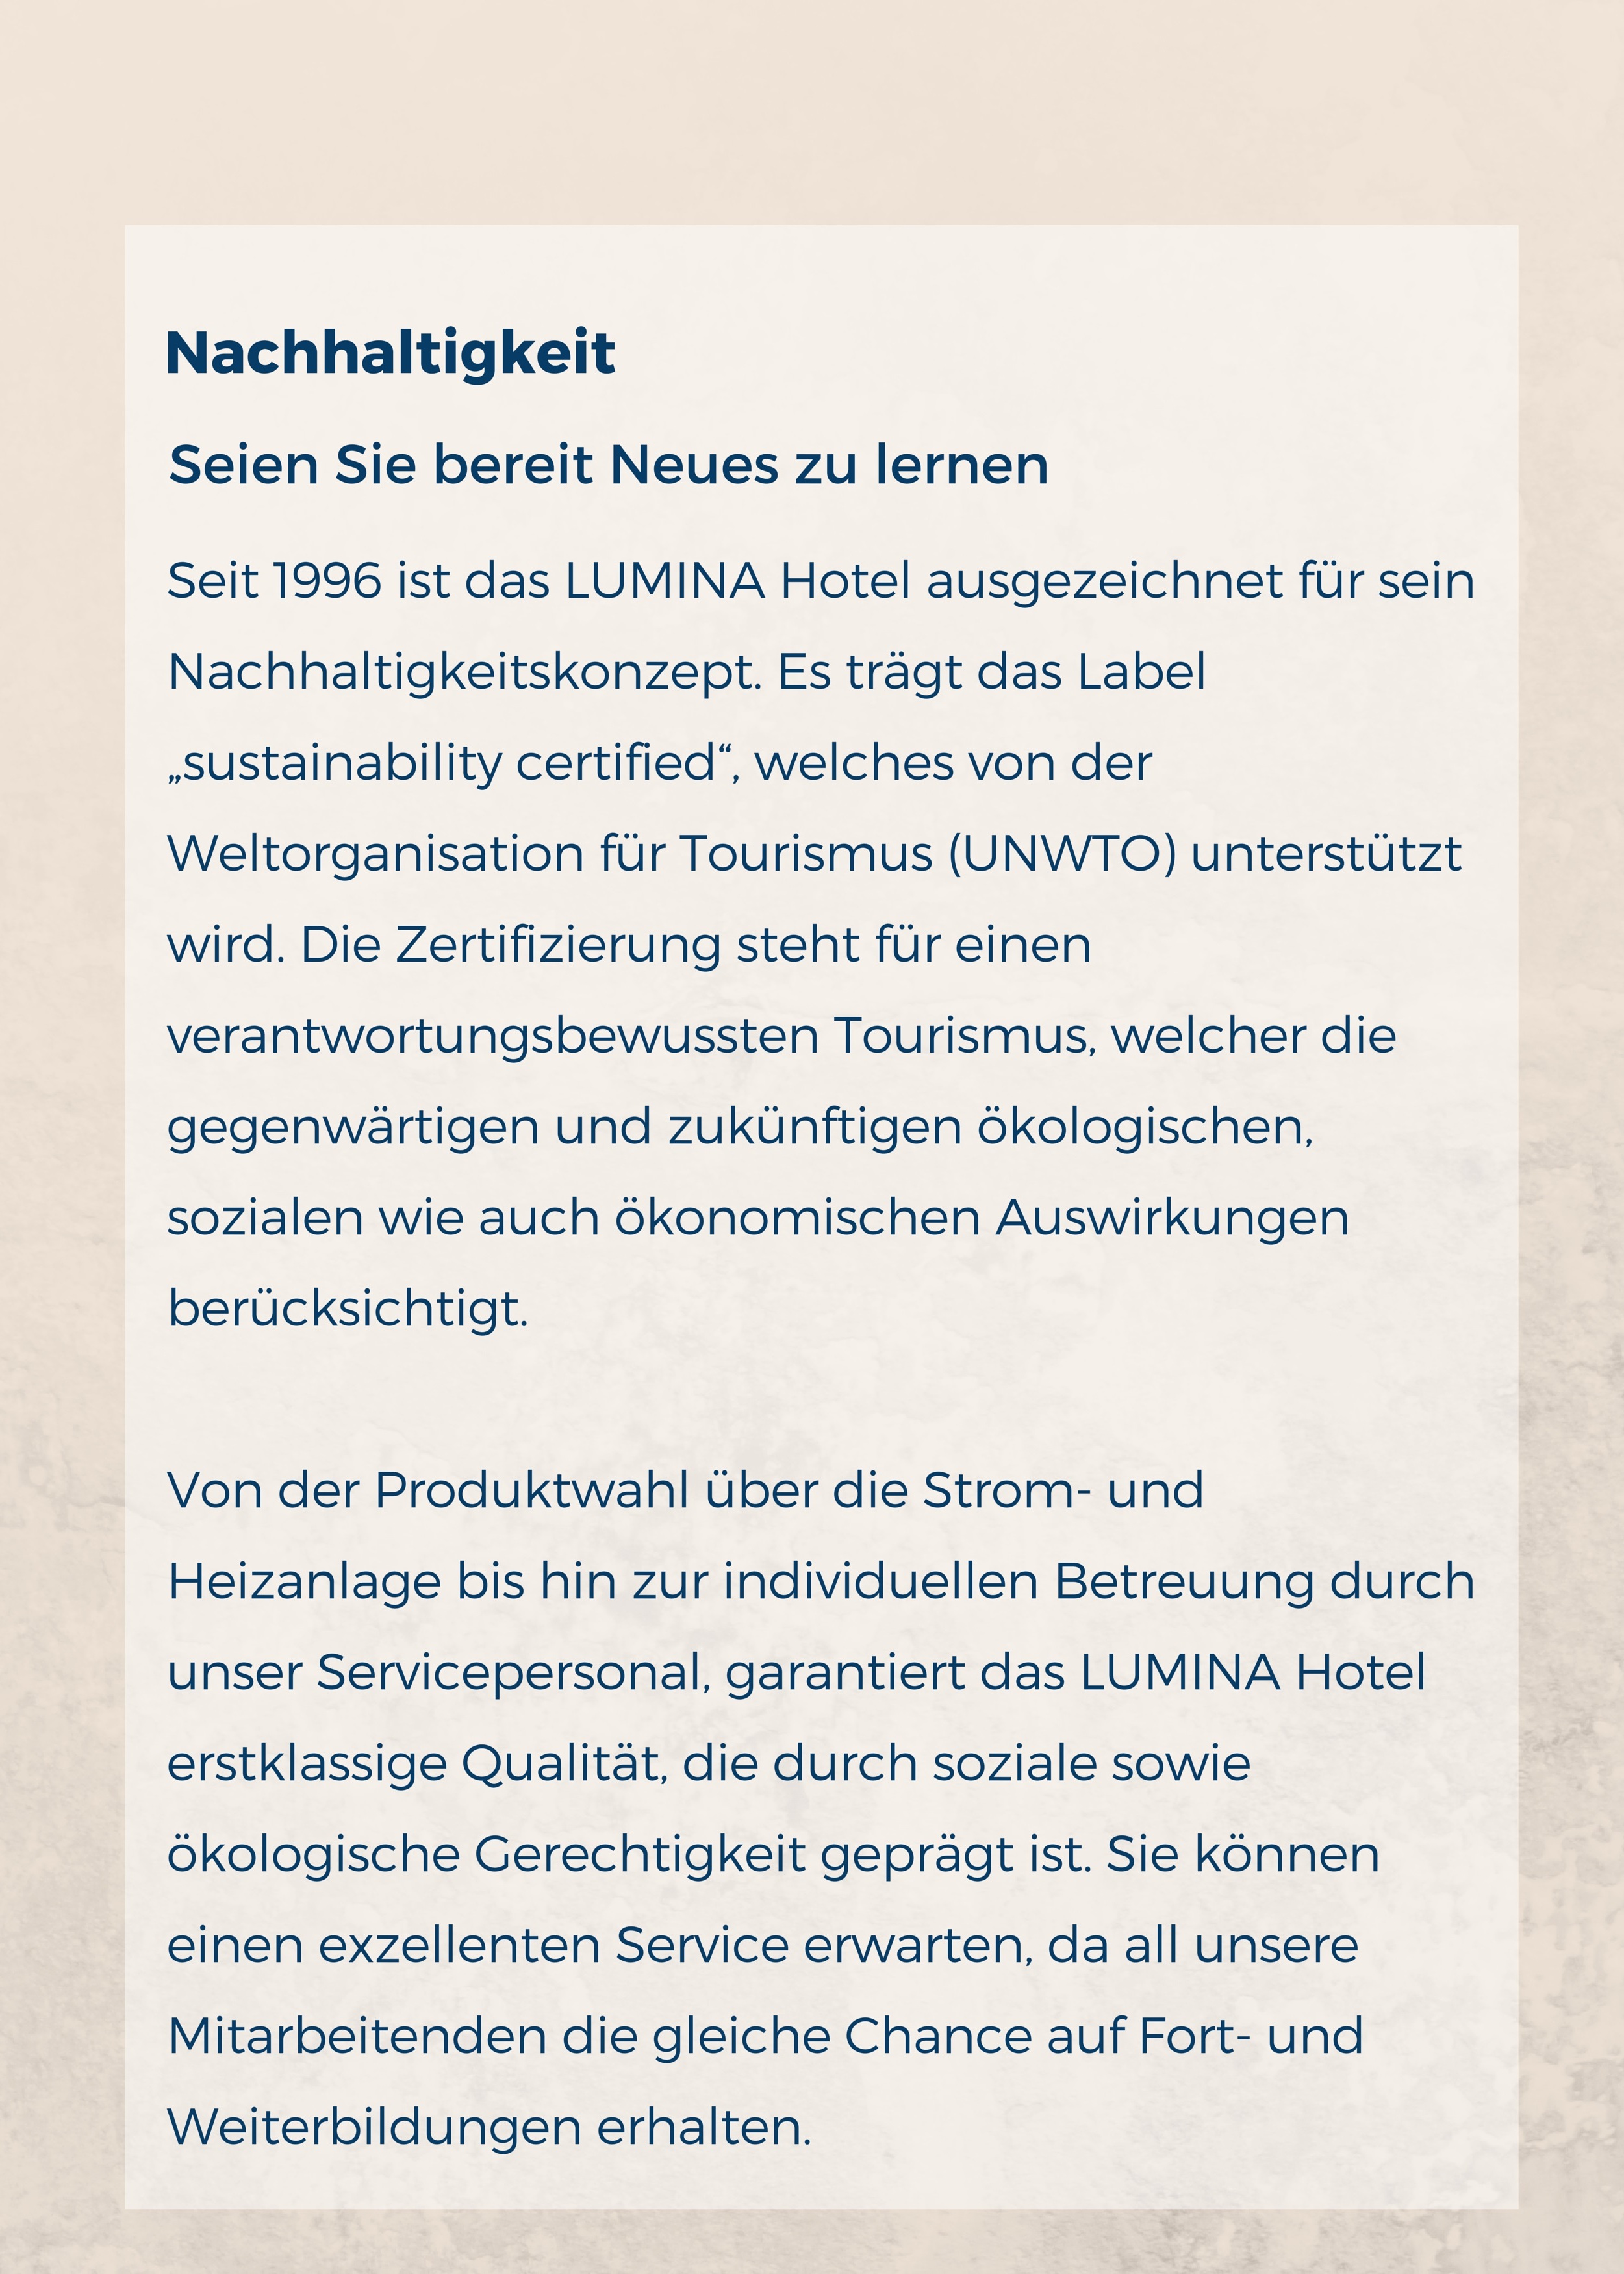 Nachhaltigkeit
Seien Sie bereit Neues zu lernen
Seit 1996 ist das LUMINA Hotel ausgezeichnet für sein
Nachhaltigkeitskonzept. Es trägt das Label
„sustainability certified“, welches von der
Weltorganisation für Tourismus (UNWTO) unterstützt
wird. Die Zertifizierung steht für einen
verantwortungsbewussten Tourismus, welcher die
gegenwärtigen und zukünftigen ökologischen,
sozialen wie auch ökonomischen Auswirkungen
berücksichtigt.
Von der Produktwahl über die Strom- und
Heizanlage bis hin zur individuellen Betreuung durch
unser Servicepersonal, garantiert das LUMINA Hotel
erstklassige Qualität, die durch soziale sowie
ökologische Gerechtigkeit geprägt ist. Sie können
einen exzellenten Service erwarten, da all unsere
Mitarbeitenden die gleiche Chance auf Fort- und
Weiterbildungen erhalten.